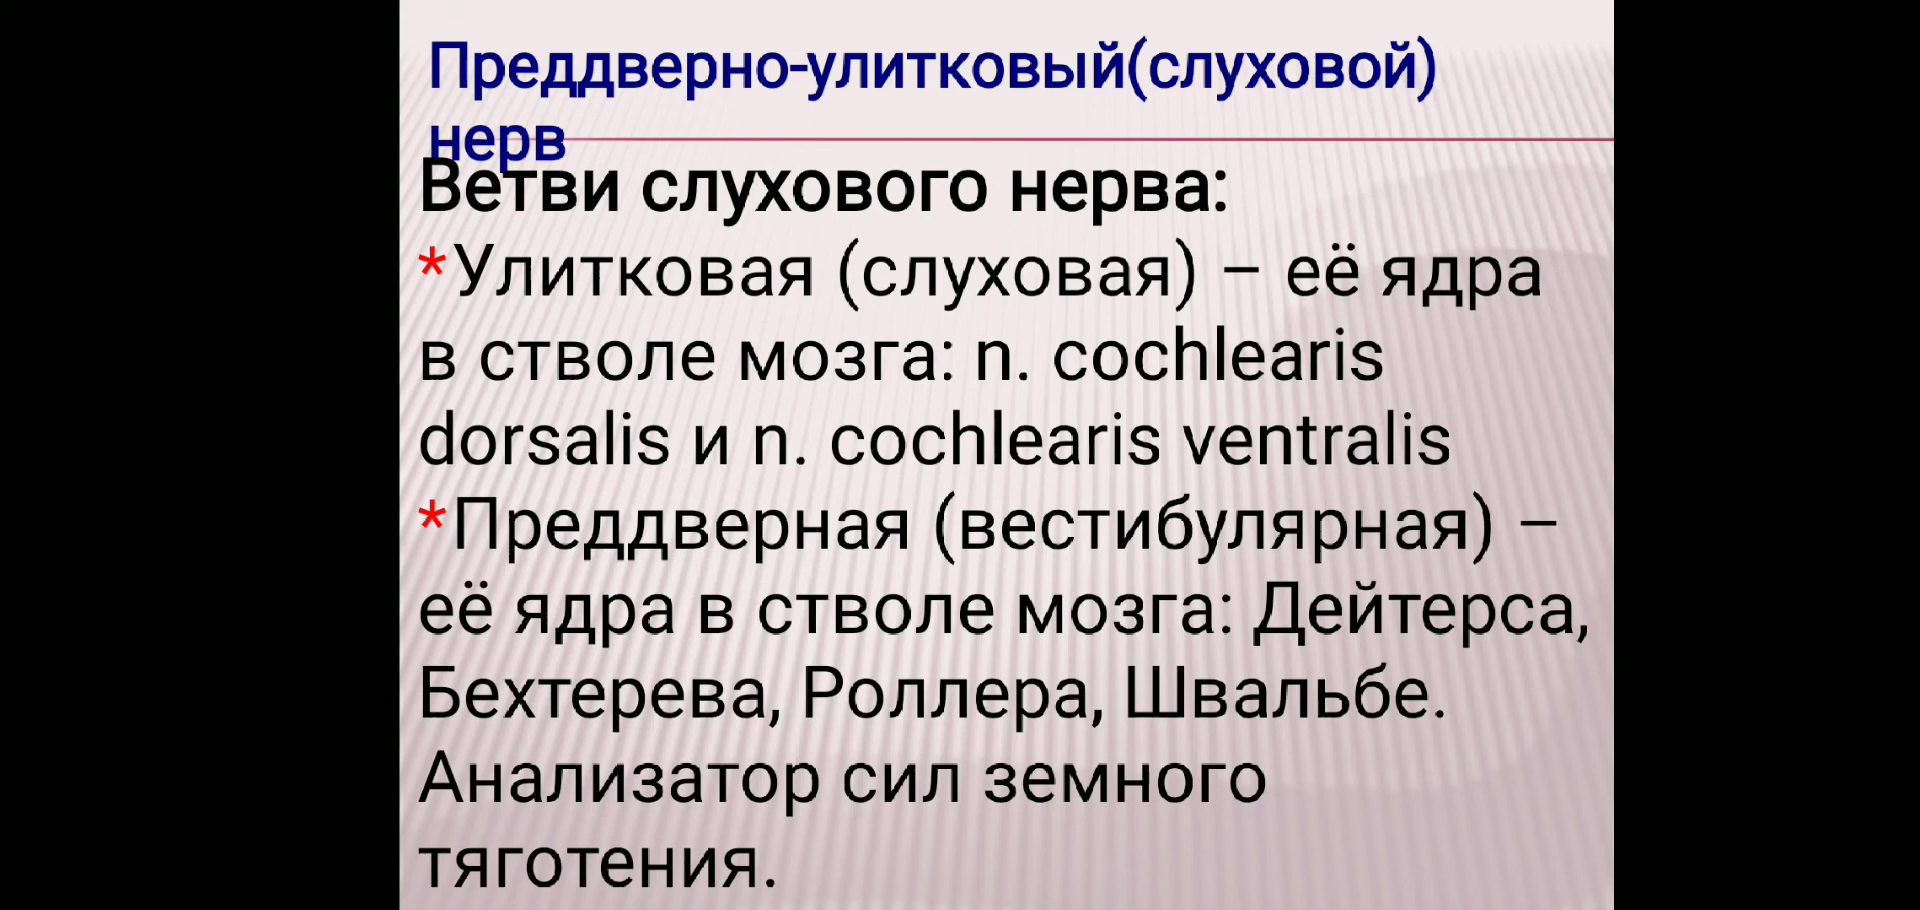 Преддверно-улитковый(слуховой)
нерв
Ветви слухового нерва:
*Улитковая (слуховая) – её ядра
в стволе мозга: n. cochlearis
dorsalis и n. cochlearis ventralis
*Преддверная (вестибулярная) –
её ядра в стволе мозга: Дейтерса,
Бехтерева, Роллера, Швальбе.
Анализатор сил земного
тяготения.